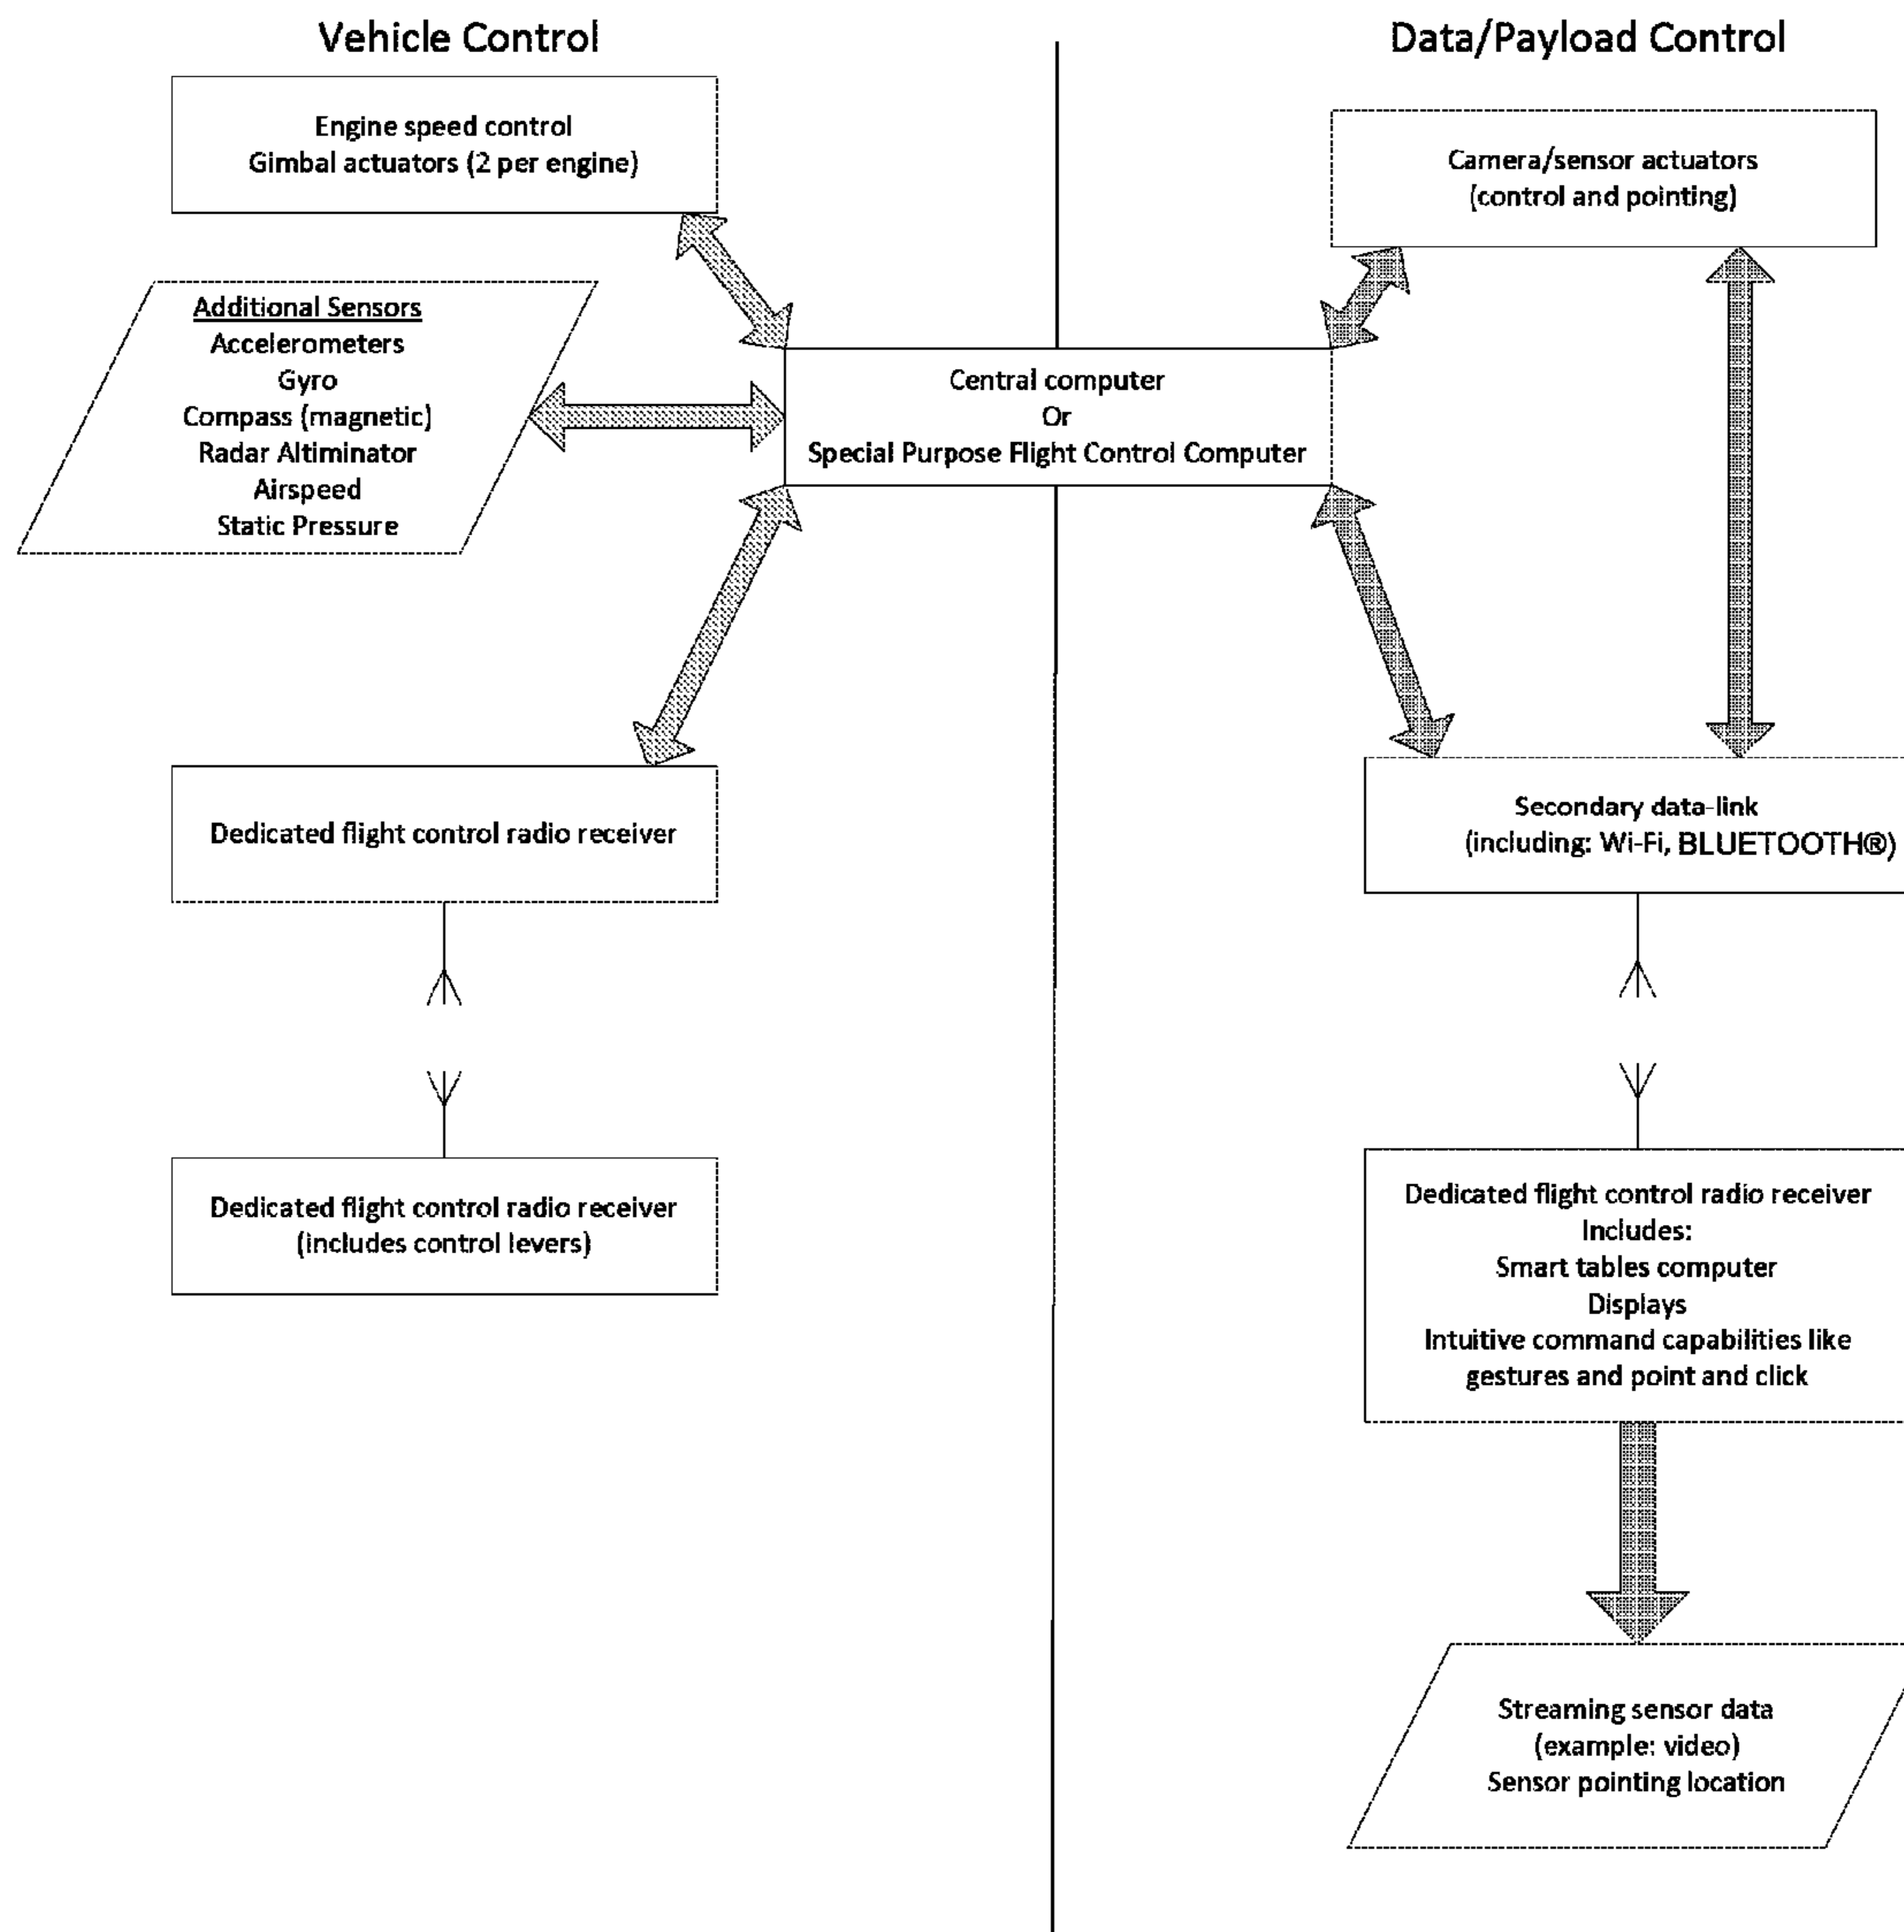 Vehicle Control
Engine speed control
Gimbal actuators (2 per engine)
Additional Sensors
Accelerometers
Gyro
Compass (magnetic)
Radar Altiminator
Airspeed
Static Pressure
Dedicated flight control radio receiver
Dedicated flight control radio receiver
(includes control levers)
Central computer
Or
Special Purpose Flight Control Computer
Data/Payload Control
Camera/sensor actuators
(control and pointing)
Secondary data-link
(including: Wi-Fi, BLUETOOTH®)
Dedicated flight control radio receiver
Includes:
Smart tables computer
Displays
Intuitive command capabilities like
gestures and point and click
Streaming sensor data
(example: video)
Sensor pointing location